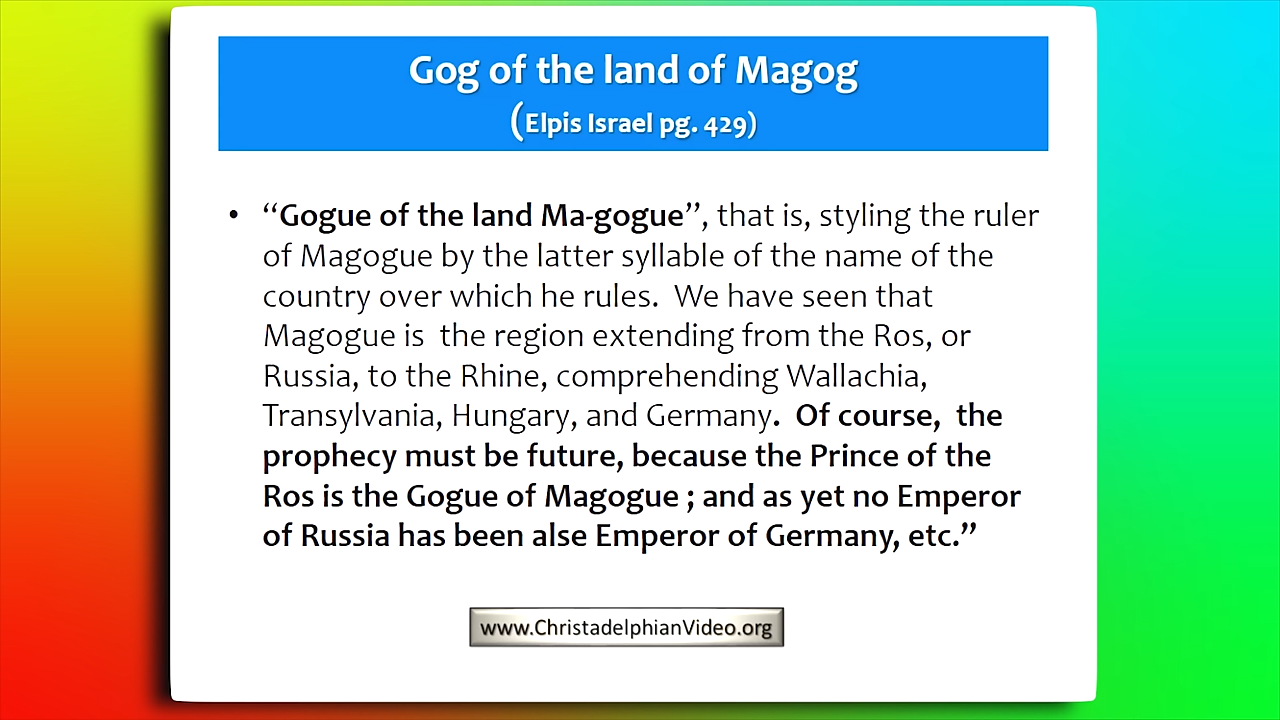 Gog of the land of Magog
(Elpis Israel pg. 429)
• “Gogue of the land Ma-gogue”, that is, styling the ruler
of Magogue by the latter syllable of the name of the
country over which he rules. We have seen that
Magogue is the region extending from the Ros, or
Russia, to the Rhine, comprehending Wallachia,
Transylvania, Hungary, and Germany. Of course, the
prophecy must be future, because the Prince of the
Ros is the Gogue of Magogue ; and as yet no Emperor
of Russia has been alse Emperor of Germany, etc.”
www.ChristadelphianVideo.org